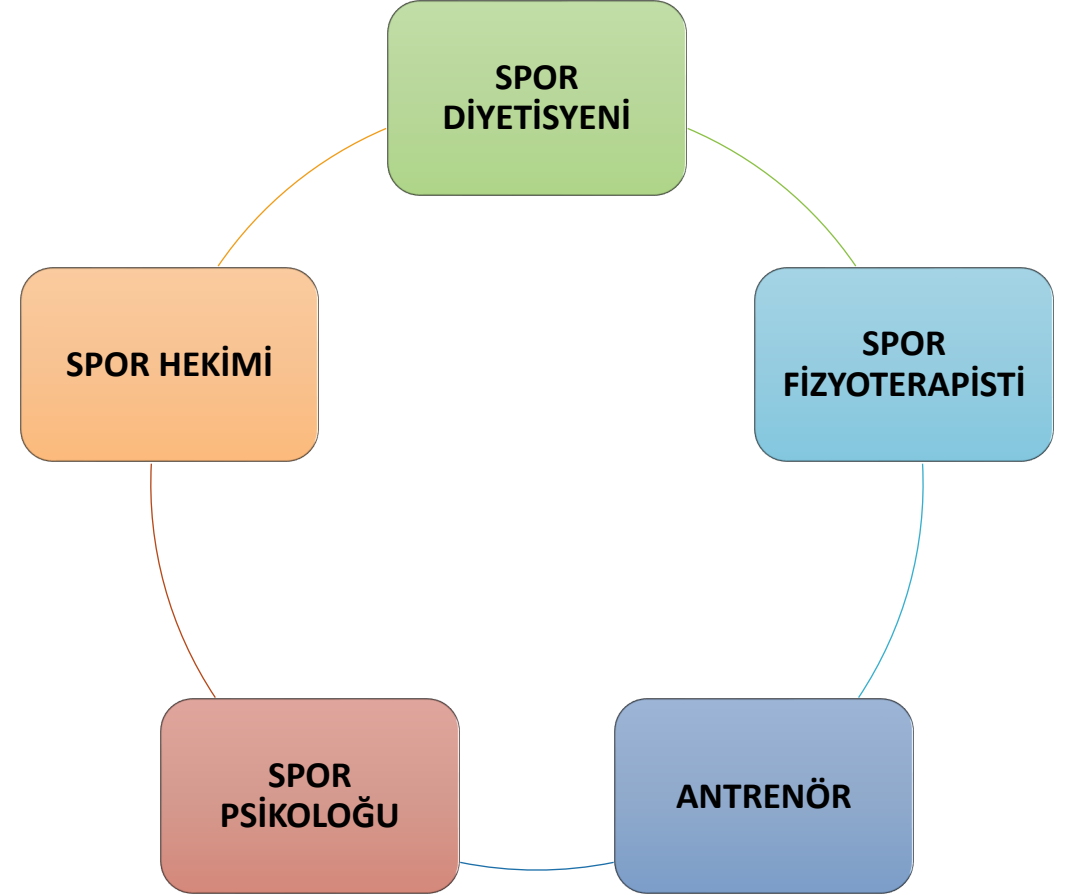 SPOR
DİYETİSYENİ
SPOR
FİZYOTERAPİSTİ
ANTRENÖR
SPOR
PSİKOLOĞU
SPOR HEKİMİ